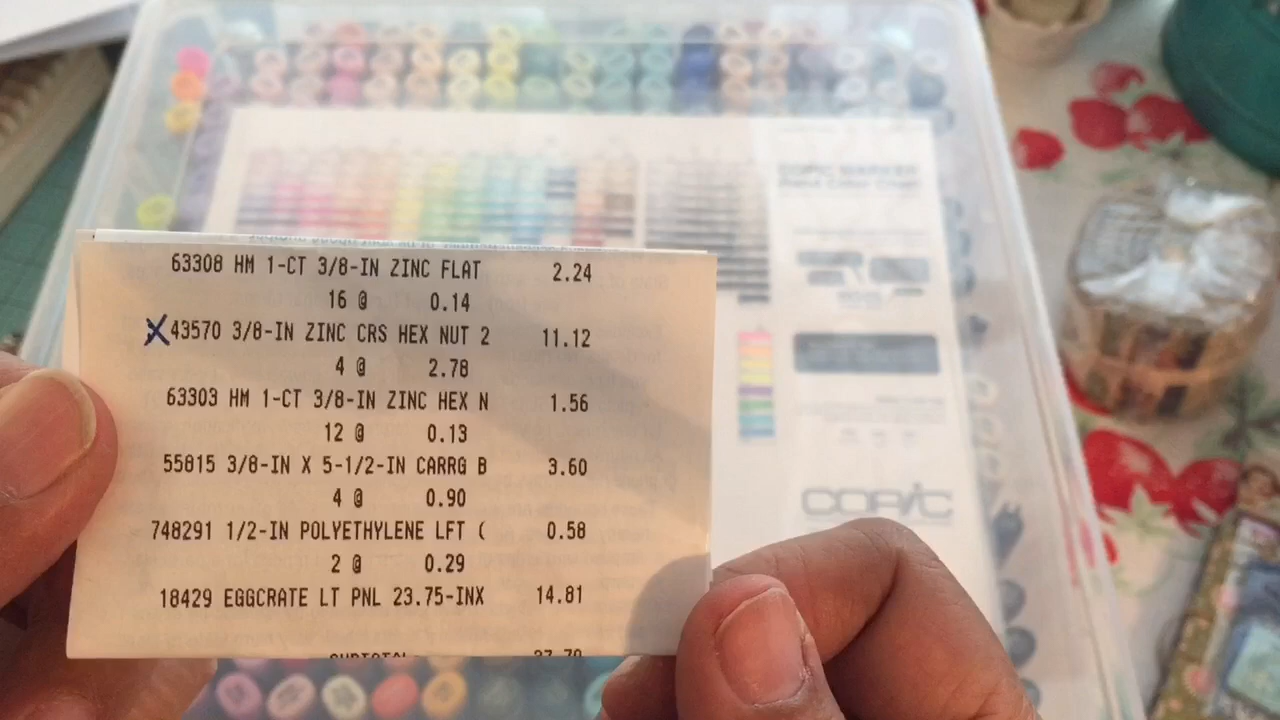 63308 HM 1-CT 3/8-IN ZINC FLAT 2.24
16 @ 0.14
X 43570 3/8-IN ZINC CRS HEX NUT 2 11.12
4 @ 2.78
63303 HM 1-CT 3/8-IN ZINC HEX N 1.56
12 @ 0.13
55815 3/8-IN X 5-1/2-IN CARRG B 3.60
4 @ 0.90
748291 1/2-IN POLYETHYLENE LFT ( 0.58
2 @ 0.29
18429 EGGCRATE LT PNL 23.75-INX 14.81
COPIC MARKER
COPIC